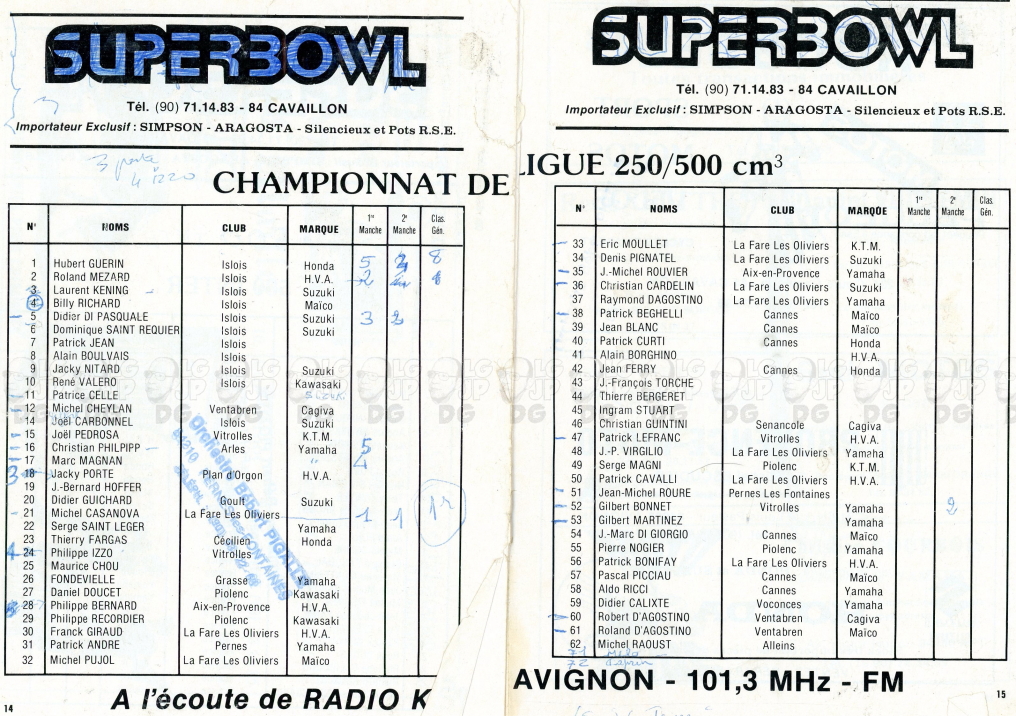 SUPERBOWL
Tél. (90) 71.14.83 - 84 CAVAILLON
Importateur Exclusif : SIMPSON - ARAGOSTA - Silencieux et Pots R.S.E.
4 IZZO
CHAMPIONNAT DE
N° NOMS CLUB MARQUE 1re Manche 2e Manche Clas. Gén.
1 Hubert GUERIN Islois Honda 5 2 8
2 Roland MEZARD Islois H.V.A. 2
3 Laurent KENING Islois Suzuki
4 Billy RICHARD Islois Maïco
5 Didier DI PASQUALE Islois Suzuki 3 2
6 Dominique SAINT REQUIER Islois Suzuki
7 Patrick JEAN Islois
8 Alain BOULVAIS Islois
9 Jacky NITARD Islois Suzuki
10 René VALERO Islois Kawasaki
11 Patrice CELLE SUZUKI
12 Michel CHEYLAN Ventabren Cagiva
14 Joël CARBONNEL Islois Suzuki
15 Joël PEDROSA Vitrolles K.T.M.
16 Christian PHILPIPP Arles Yamaha 5
17 Marc MAGNAN " 4
3 18 Jacky PORTE Plan d'Orgon H.V.A.
19 J.-Bernard HOFFER
20 Didier GUICHARD Goult Suzuki
21 Michel CASANOVA La Fare Les Oliviers 1 1 1r
22 Serge SAINT LEGER Yamaha
23 Thierry FARGAS Cécilien Honda
4 24 Philippe IZZO Vitrolles
25 Maurice CHOU
26 FONDEVIELLE Grasse Yamaha
27 Daniel DOUCET Piolenc Kawasaki
28 Philippe BERNARD Aix-en-Provence H.V.A.
29 Philippe RECORDIER Piolenc Kawasaki
30 Franck GIRAUD La Fare Les Oliviers H.V.A.
31 Patrick ANDRE Pernes Yamaha
32 Michel PUJOL La Fare Les Oliviers Maïco
A l'écoute de RADIO K
14
SUPERBOWL
Tél. (90) 71.14.83 - 84 CAVAILLON
Importateur Exclusif : SIMPSON - ARAGOSTA - Silencieux et Pots R.S.E.
LIGUE 250/500 cm3
N° NOMS CLUB MARQUE 1re Manche 2e Manche Clas. Gén.
33 Eric MOULLET La Fare Les Oliviers K.T.M.
34 Denis PIGNATEL La Fare Les Oliviers Suzuki
35 J.-Michel ROUVIER Aix-en-Provence Yamaha
36 Christian CARDELIN La Fare Les Oliviers Suzuki
37 Raymond DAGOSTINO La Fare Les Oliviers Yamaha
38 Patrick BEGHELLI Cannes Maïco
39 Jean BLANC Cannes Maïco
40 Patrick CURTI Cannes Honda
41 Alain BORGHINO H.V.A.
42 Jean FERRY Cannes Honda
43 J.-François TORCHE
44 Thierre BERGERET
45 Ingram STUART
46 Christian GUINTINI Senancole Cagiva
47 Patrick LEFRANC Vitrolles H.V.A.
48 J.-P. VIRGILIO La Fare Les Oliviers Yamaha
49 Serge MAGNI Piolenc K.T.M.
50 Patrick CAVALLI La Fare Les Oliviers H.V.A.
51 Jean-Michel ROURE Pernes Les Fontaines
52 Gilbert BONNET Vitrolles Yamaha 2
53 Gilbert MARTINEZ Yamaha
54 J.-Marc DI GIORGIO Cannes Maïco
55 Pierre NOGIER Piolenc Yamaha
56 Patrick BONIFAY La Fare Les Oliviers H.V.A.
57 Pascal PICCIAU Cannes Maïco
58 Aldo RICCI Cannes Yamaha
59 Didier CALIXTE Voconces Yamaha
60 Robert D'AGOSTINO Ventabren Cagiva
61 Roland D'AGOSTINO Ventabren Maïco
62 Michel RAOUST Alleins
71
72
AVIGNON - 101,3 MHz - FM
15